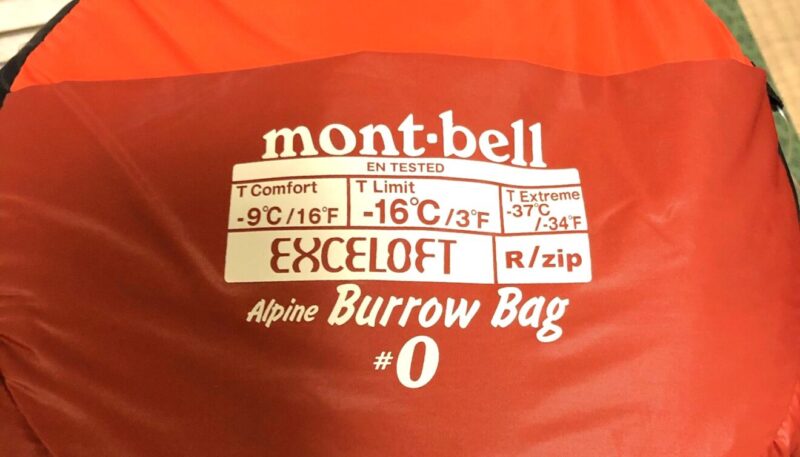 mont-bell
EN TESTED
T Comfort
-9℃/16°F
T Limit
-16℃/3°F
T Extreme
-37℃
/-34°F
EXCELOFT
R/zip
Alpine Burrow Bag
#0